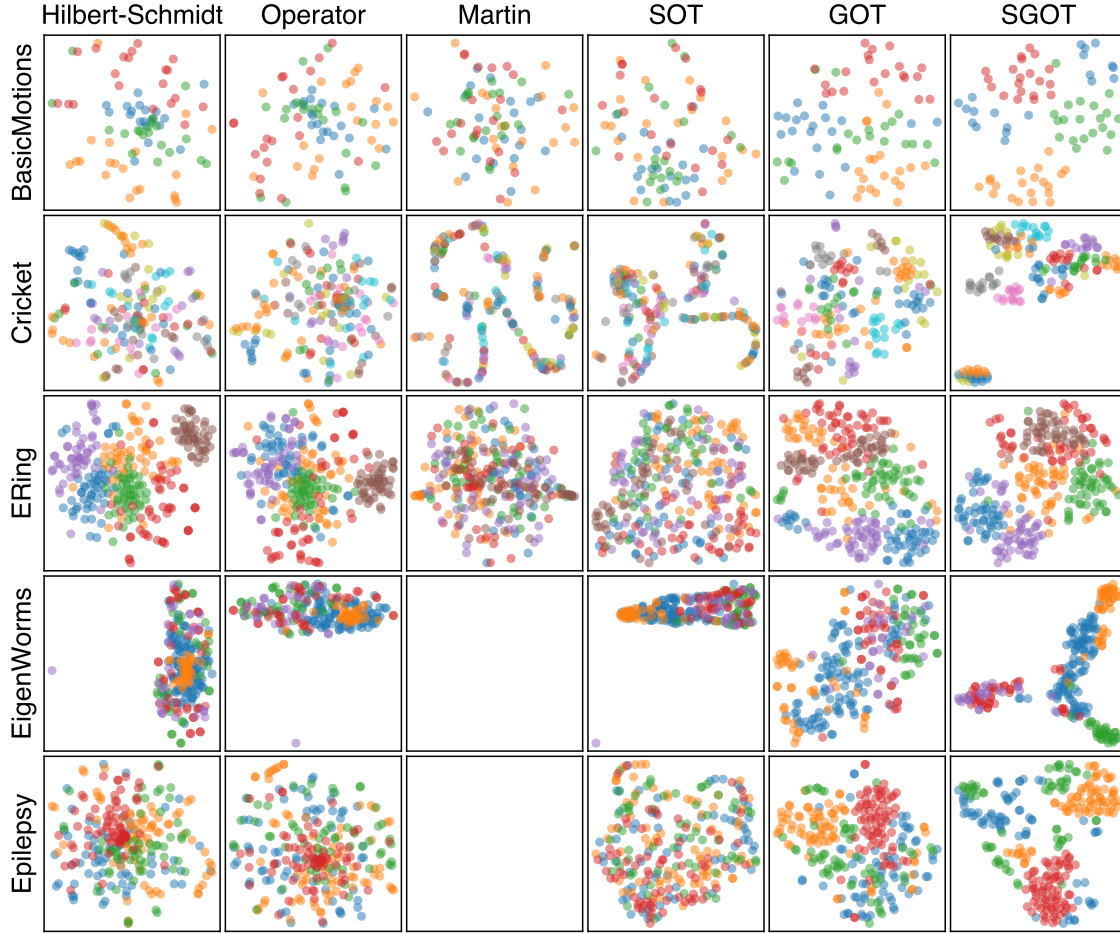 Hilbert-Schmidt Operator Martin SOT GOT SGOT
BasicMotions
Cricket
ERing
EigenWorms
Epilepsy